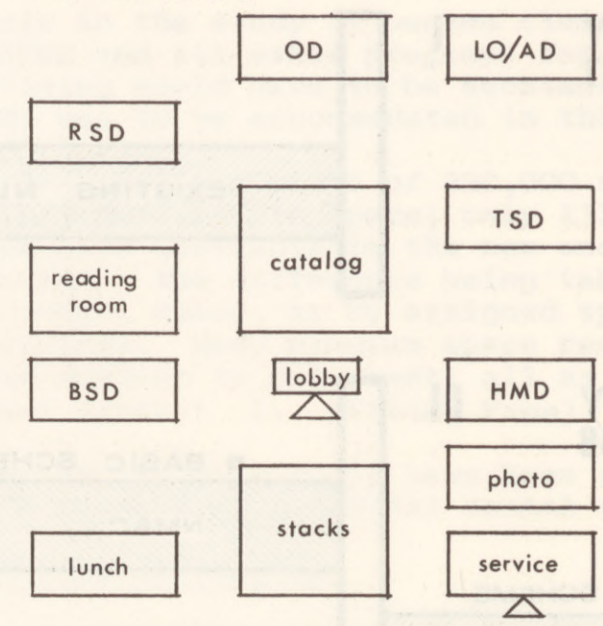 OD
LO/AD
RSD
TSD
catalog
reading
room
BSD
lobby
HMD
photo
stacks
lunch
service